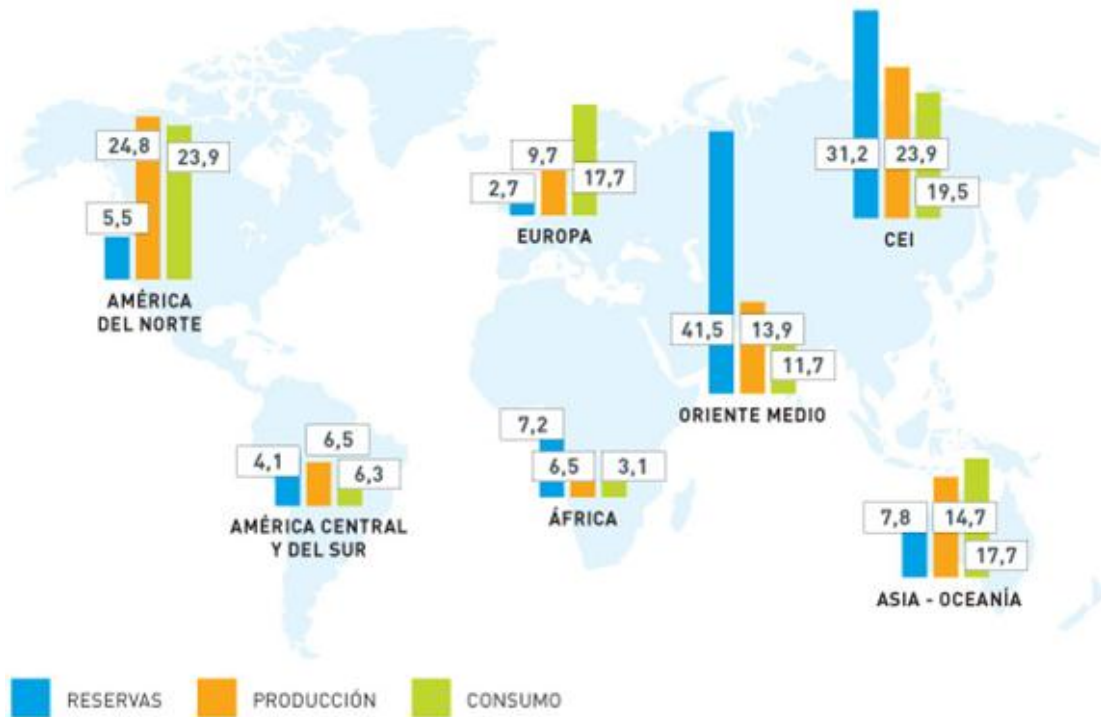 24,8
23,9
5,5
AMÉRICA
DEL NORTE
9,7
2,7
17,7
EUROPA
31,2
23,9
19,5
CEI
41,5
13,9
11,7
ORIENTE MEDIO
6,5
4,1
6,3
AMÉRICA CENTRAL
Y DEL SUR
7,2
6,5
3,1
ÁFRICA
7,8
14,7
17,7
ASIA - OCEANÍA
RESERVAS
PRODUCCIÓN
CONSUMO